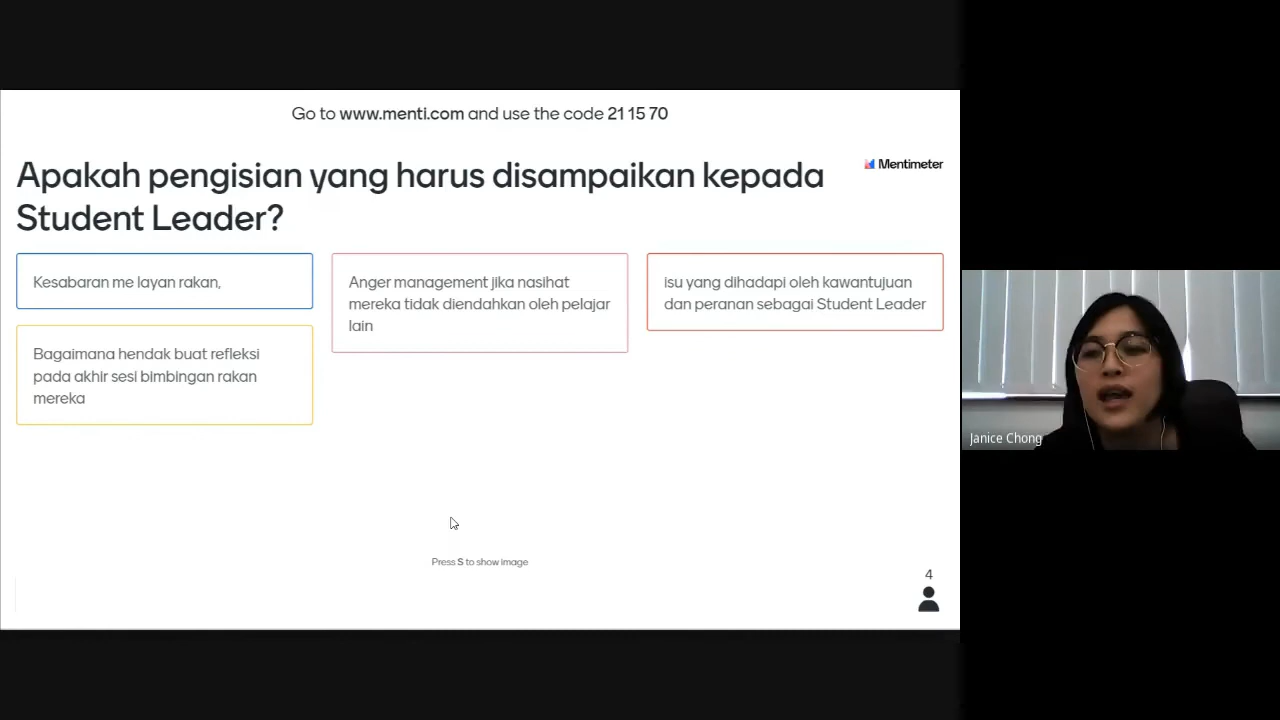 Go to www.menti.com and use the code 21 15 70
Mentimeter
Apakah pengisian yang harus disampaikan kepada
Student Leader?
Kesabaran me layan rakan,
Bagaimana hendak buat refleksi
pada akhir sesi bimbingan rakan
mereka
Anger management jika nasihat
mereka tidak diendahkan oleh pelajar
lain
isu yang dihadapi oleh kawantujuan
dan peranan sebagai Student Leader
Press S to show image
4
Janice Chong